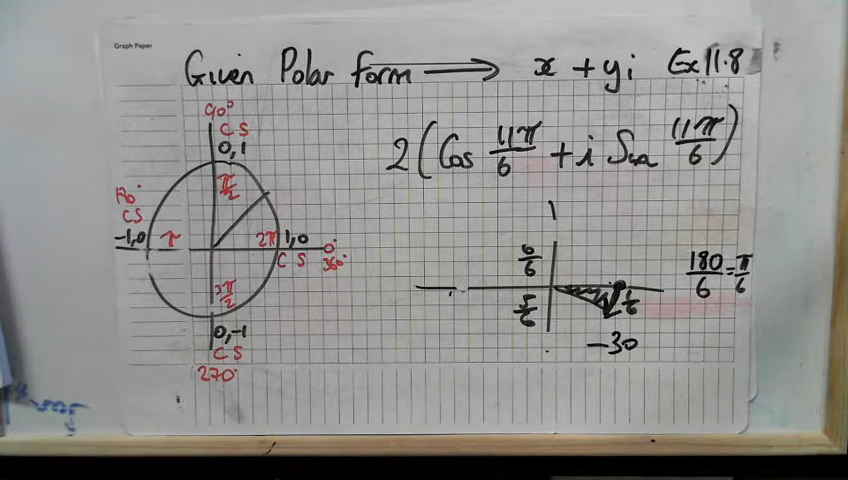 Graph Paper
Given Polar form → x + yi Ex 11.8
90°
C S
0,1
π/2
CS
-1,0
π
2π
1,0
C S
0°
360°
3π/2
0,-1
C S
270°
2(Cos 11π/6 + i Sin 11π/6)
6/6
5/6
180/6 = π/6
-30